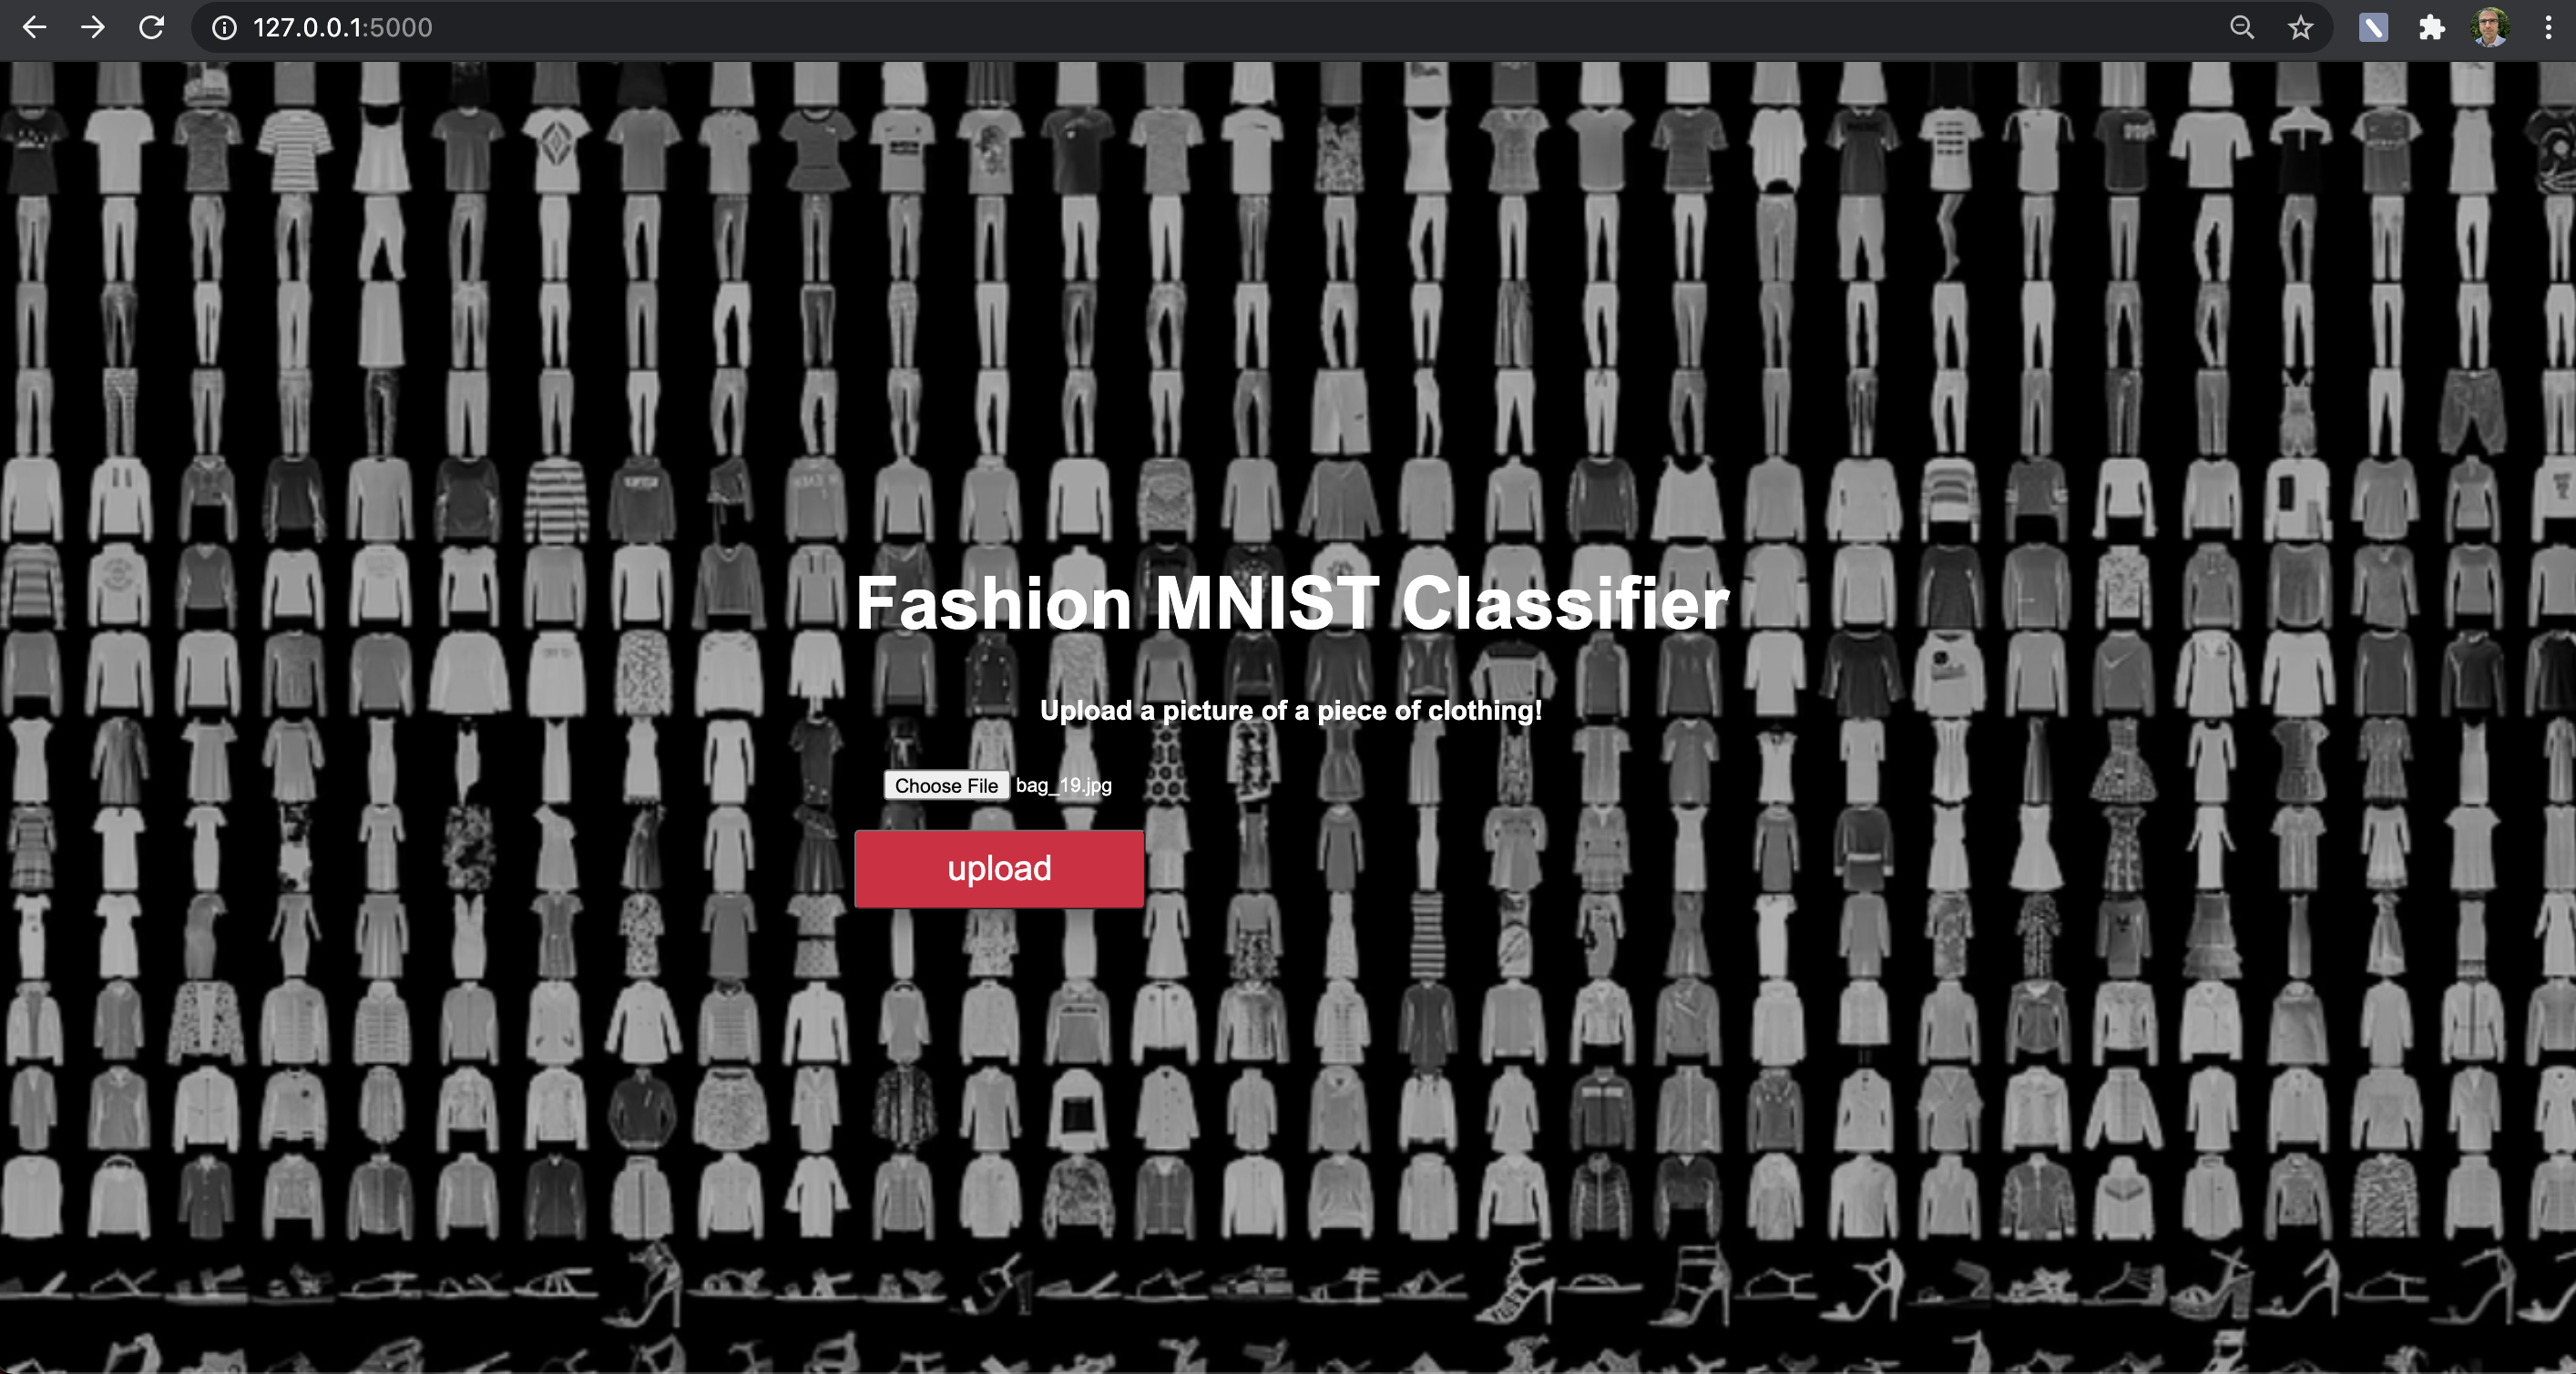 127.0.0.1:5000
Fashion MNIST Classifier
Upload a picture of a piece of clothing!
Choose File bag_19.jpg
upload